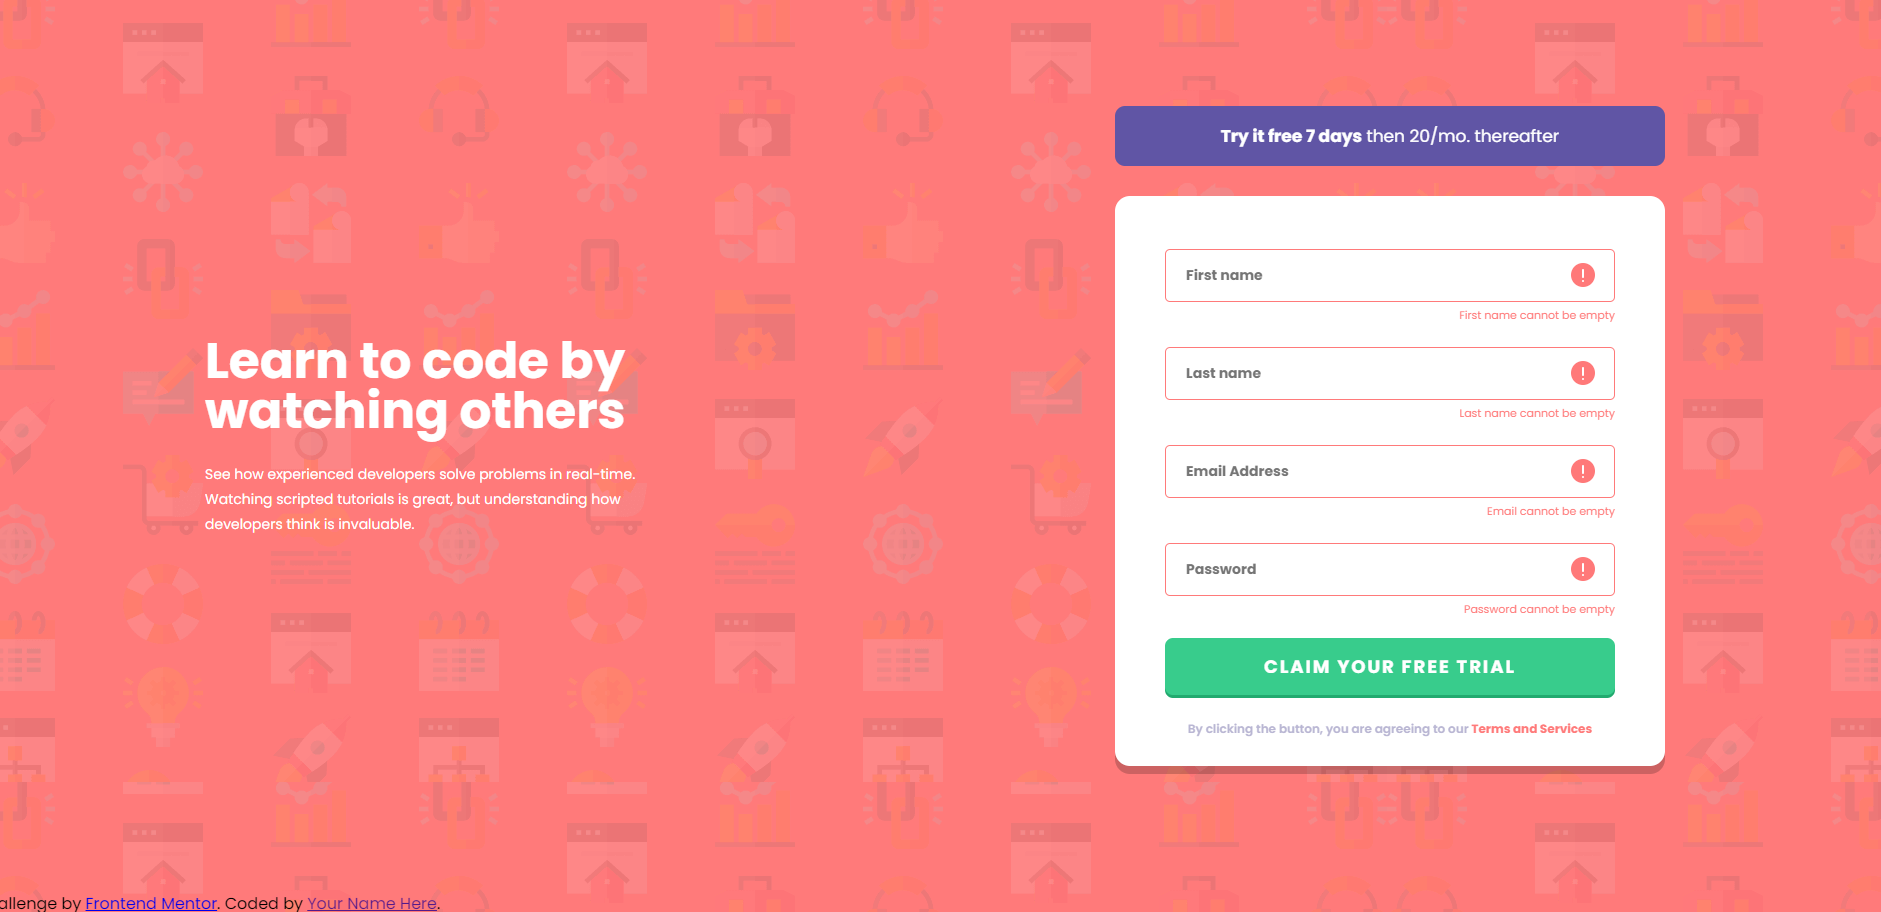 Learn to code by
watching others
See how experienced developers solve problems in real-time.
Watching scripted tutorials is great, but understanding how
developers think is invaluable.
Try it free 7 days then 20/mo. thereafter
First name
First name cannot be empty
Last name
Last name cannot be empty
Email Address
Email cannot be empty
Password
Password cannot be empty
CLAIM YOUR FREE TRIAL
By clicking the button, you are agreeing to our Terms and Services
allenge by Frontend Mentor. Coded by Your Name Here.